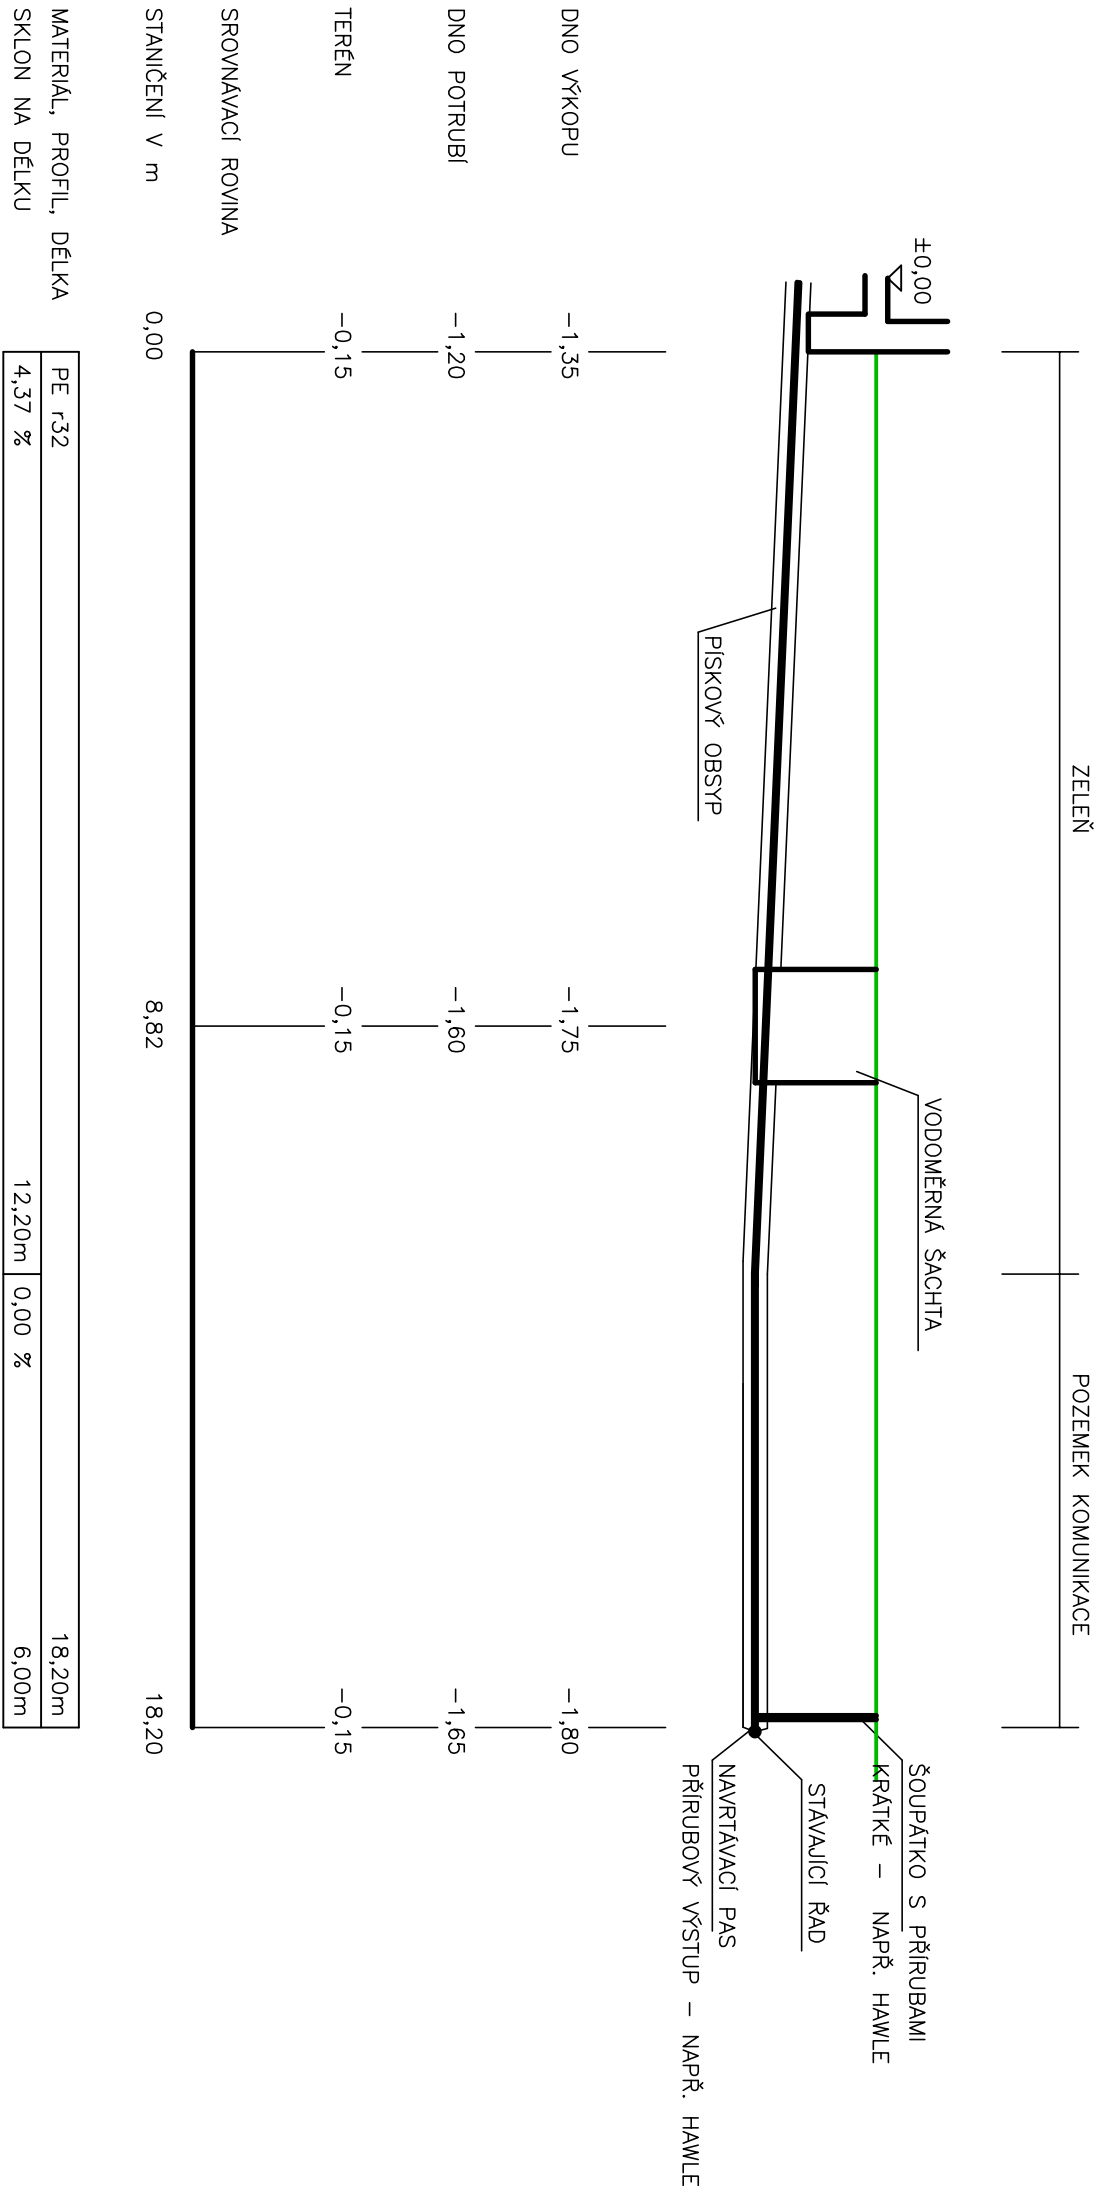 ZELEŇ
POZEMEK KOMUNIKACE
±0,00
VODOMĚRNÁ ŠACHTA
ŠOUPÁTKO S PŘÍRUBAMI
KRÁTKÉ - NAPŘ. HAWLE
STÁVAJÍCÍ ŘAD
NAVRTÁVACÍ PAS
PŘÍRUBOVÝ VÝSTUP - NAPŘ. HAWLE
PÍSKOVÝ OBSYP
DNO VÝKOPU -1,35 -1,75 -1,80
DNO POTRUBÍ -1,20 -1,60 -1,65
TERÉN -0,15 -0,15 -0,15
SROVNÁVACÍ ROVINA
STANIČENÍ V m 0,00 8,82 18,20
MATERIÁL, PROFIL, DÉLKA PE r32 18,20m
SKLON NA DÉLKU 4,37 % 12,20m 0,00 % 6,00m